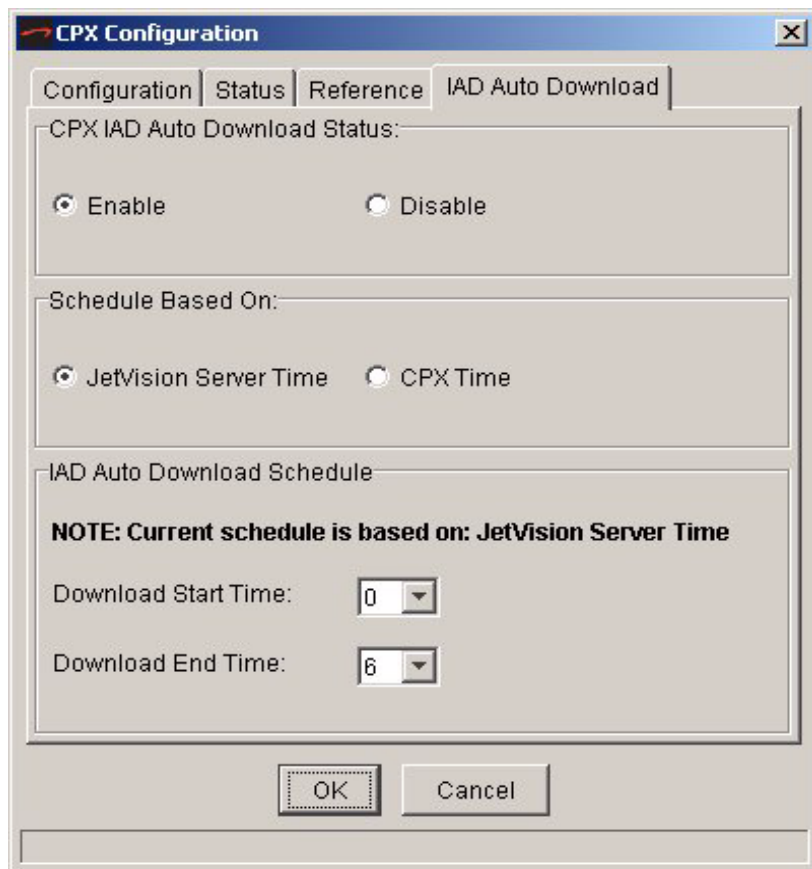 CPX Configuration
Configuration Status Reference IAD Auto Download
CPX IAD Auto Download Status:
Enable Disable
Schedule Based On:
JetVision Server Time CPX Time
IAD Auto Download Schedule
NOTE: Current schedule is based on: JetVision Server Time
Download Start Time: 0
Download End Time: 6
OK Cancel